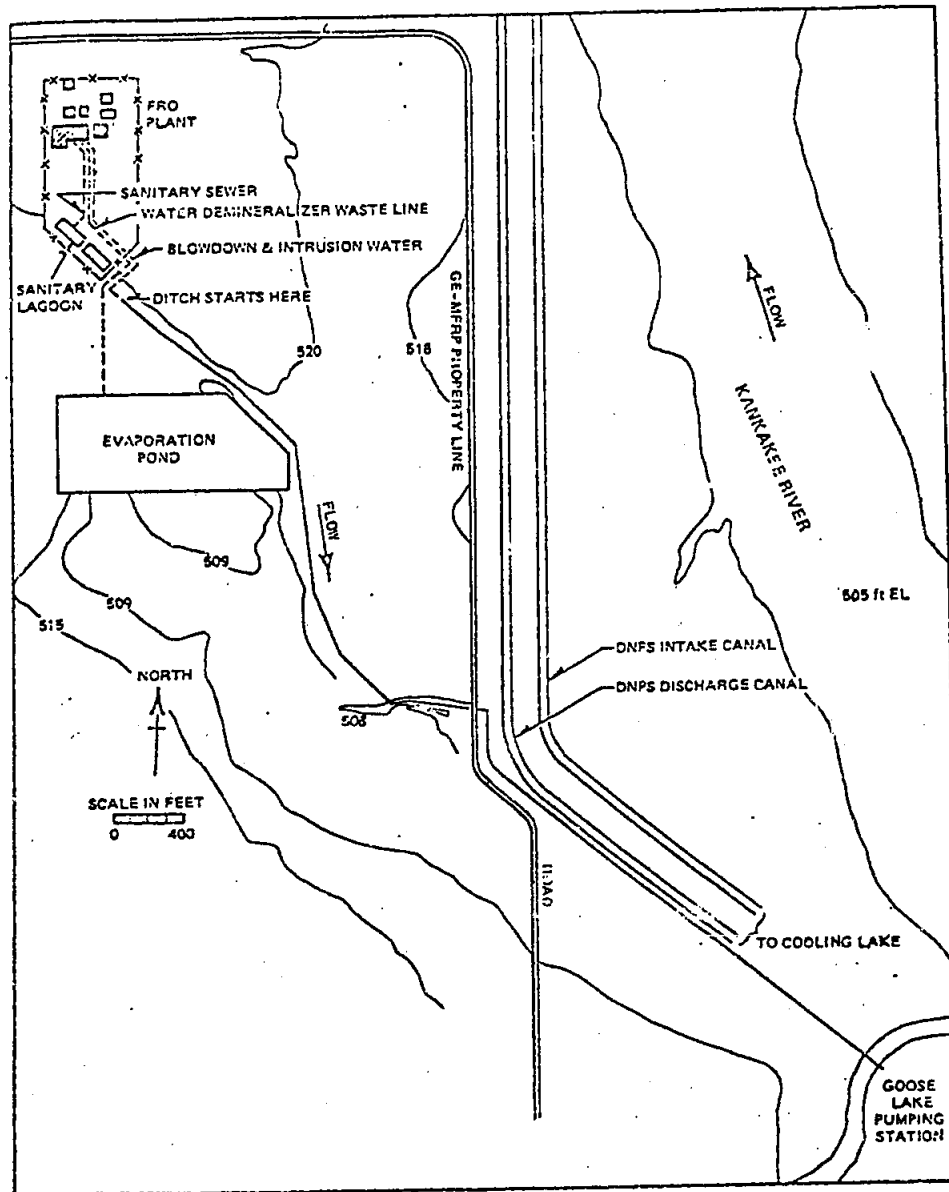 FRO
PLANT
SANITARY SEWER
WATER DEMINERALIZER WASTE LINE
BLOWDOWN & INTRUSION WATER
SANITARY
LAGOON
DITCH STARTS HERE
520
518
GE-MFRP PROPERTY LINE
FLOW
KANKAKEE RIVER
EVAPORATION
POND
FLOW
509
509
515
505 ft EL
NORTH
DNPS INTAKE CANAL
DNPS DISCHARGE CANAL
508
SCALE IN FEET
0 400
ROAD
TO COOLING LAKE
GOOSE
LAKE
PUMPING
STATION